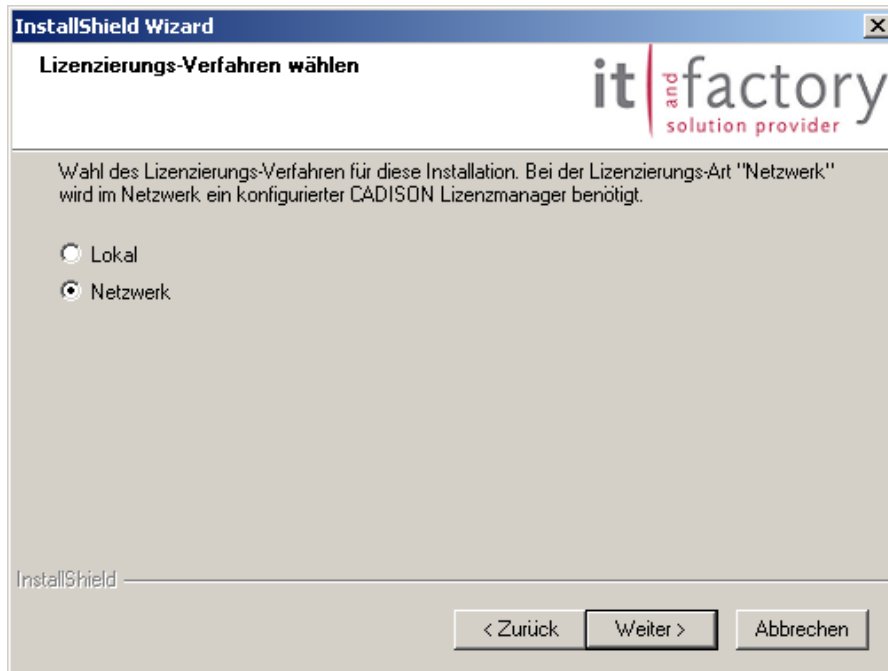 InstallShield Wizard
Lizenzierungs-Verfahren wählen
it and factory
solution provider
Wahl des Lizenzierungs-Verfahren für diese Installation. Bei der Lizenzierungs-Art "Netzwerk"
wird im Netzwerk ein konfigurierter CADISON Lizenzmanager benötigt.
Lokal
Netzwerk
InstallShield
< Zurück
Weiter >
Abbrechen